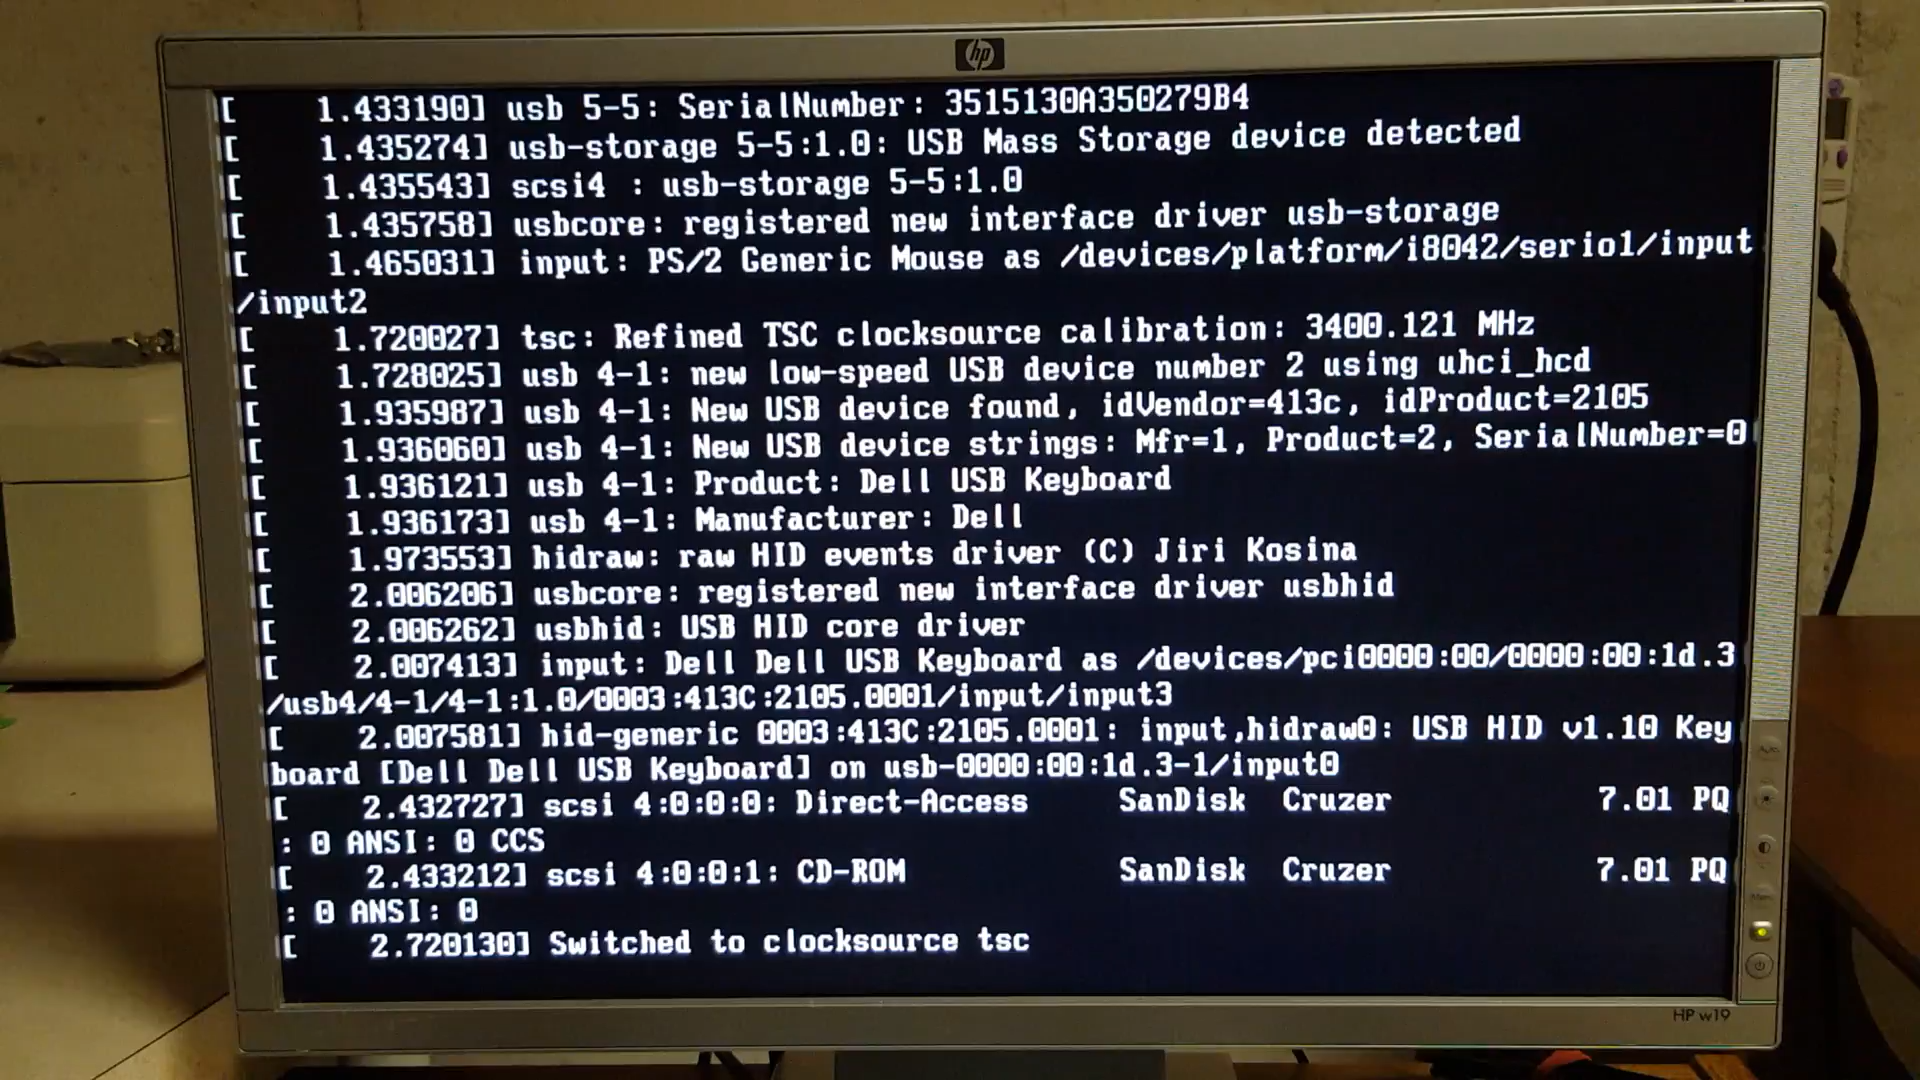 hp
[    1.433190] usb 5-5: SerialNumber: 3515130A350279B4
[    1.435274] usb-storage 5-5:1.0: USB Mass Storage device detected
[    1.435543] scsi4 : usb-storage 5-5:1.0
[    1.435758] usbcore: registered new interface driver usb-storage
[    1.465031] input: PS/2 Generic Mouse as /devices/platform/i8042/serio1/input
/input2
[    1.720027] tsc: Refined TSC clocksource calibration: 3400.121 MHz
[    1.728025] usb 4-1: new low-speed USB device number 2 using uhci_hcd
[    1.935987] usb 4-1: New USB device found, idVendor=413c, idProduct=2105
[    1.936060] usb 4-1: New USB device strings: Mfr=1, Product=2, SerialNumber=0
[    1.936121] usb 4-1: Product: Dell USB Keyboard
[    1.936173] usb 4-1: Manufacturer: Dell
[    1.973553] hidraw: raw HID events driver (C) Jiri Kosina
[    2.006206] usbcore: registered new interface driver usbhid
[    2.006262] usbhid: USB HID core driver
[    2.007413] input: Dell Dell USB Keyboard as /devices/pci0000:00/0000:00:1d.3
/usb4/4-1/4-1:1.0/0003:413C:2105.0001/input/input3
[    2.007581] hid-generic 0003:413C:2105.0001: input,hidraw0: USB HID v1.10 Key
board [Dell Dell USB Keyboard] on usb-0000:00:1d.3-1/input0
[    2.432727] scsi 4:0:0:0: Direct-Access     SanDisk  Cruzer           7.01 PQ
: 0 ANSI: 0 CCS
[    2.433212] scsi 4:0:0:1: CD-ROM            SanDisk  Cruzer           7.01 PQ
: 0 ANSI: 0
[    2.720130] Switched to clocksource tsc
HP w19